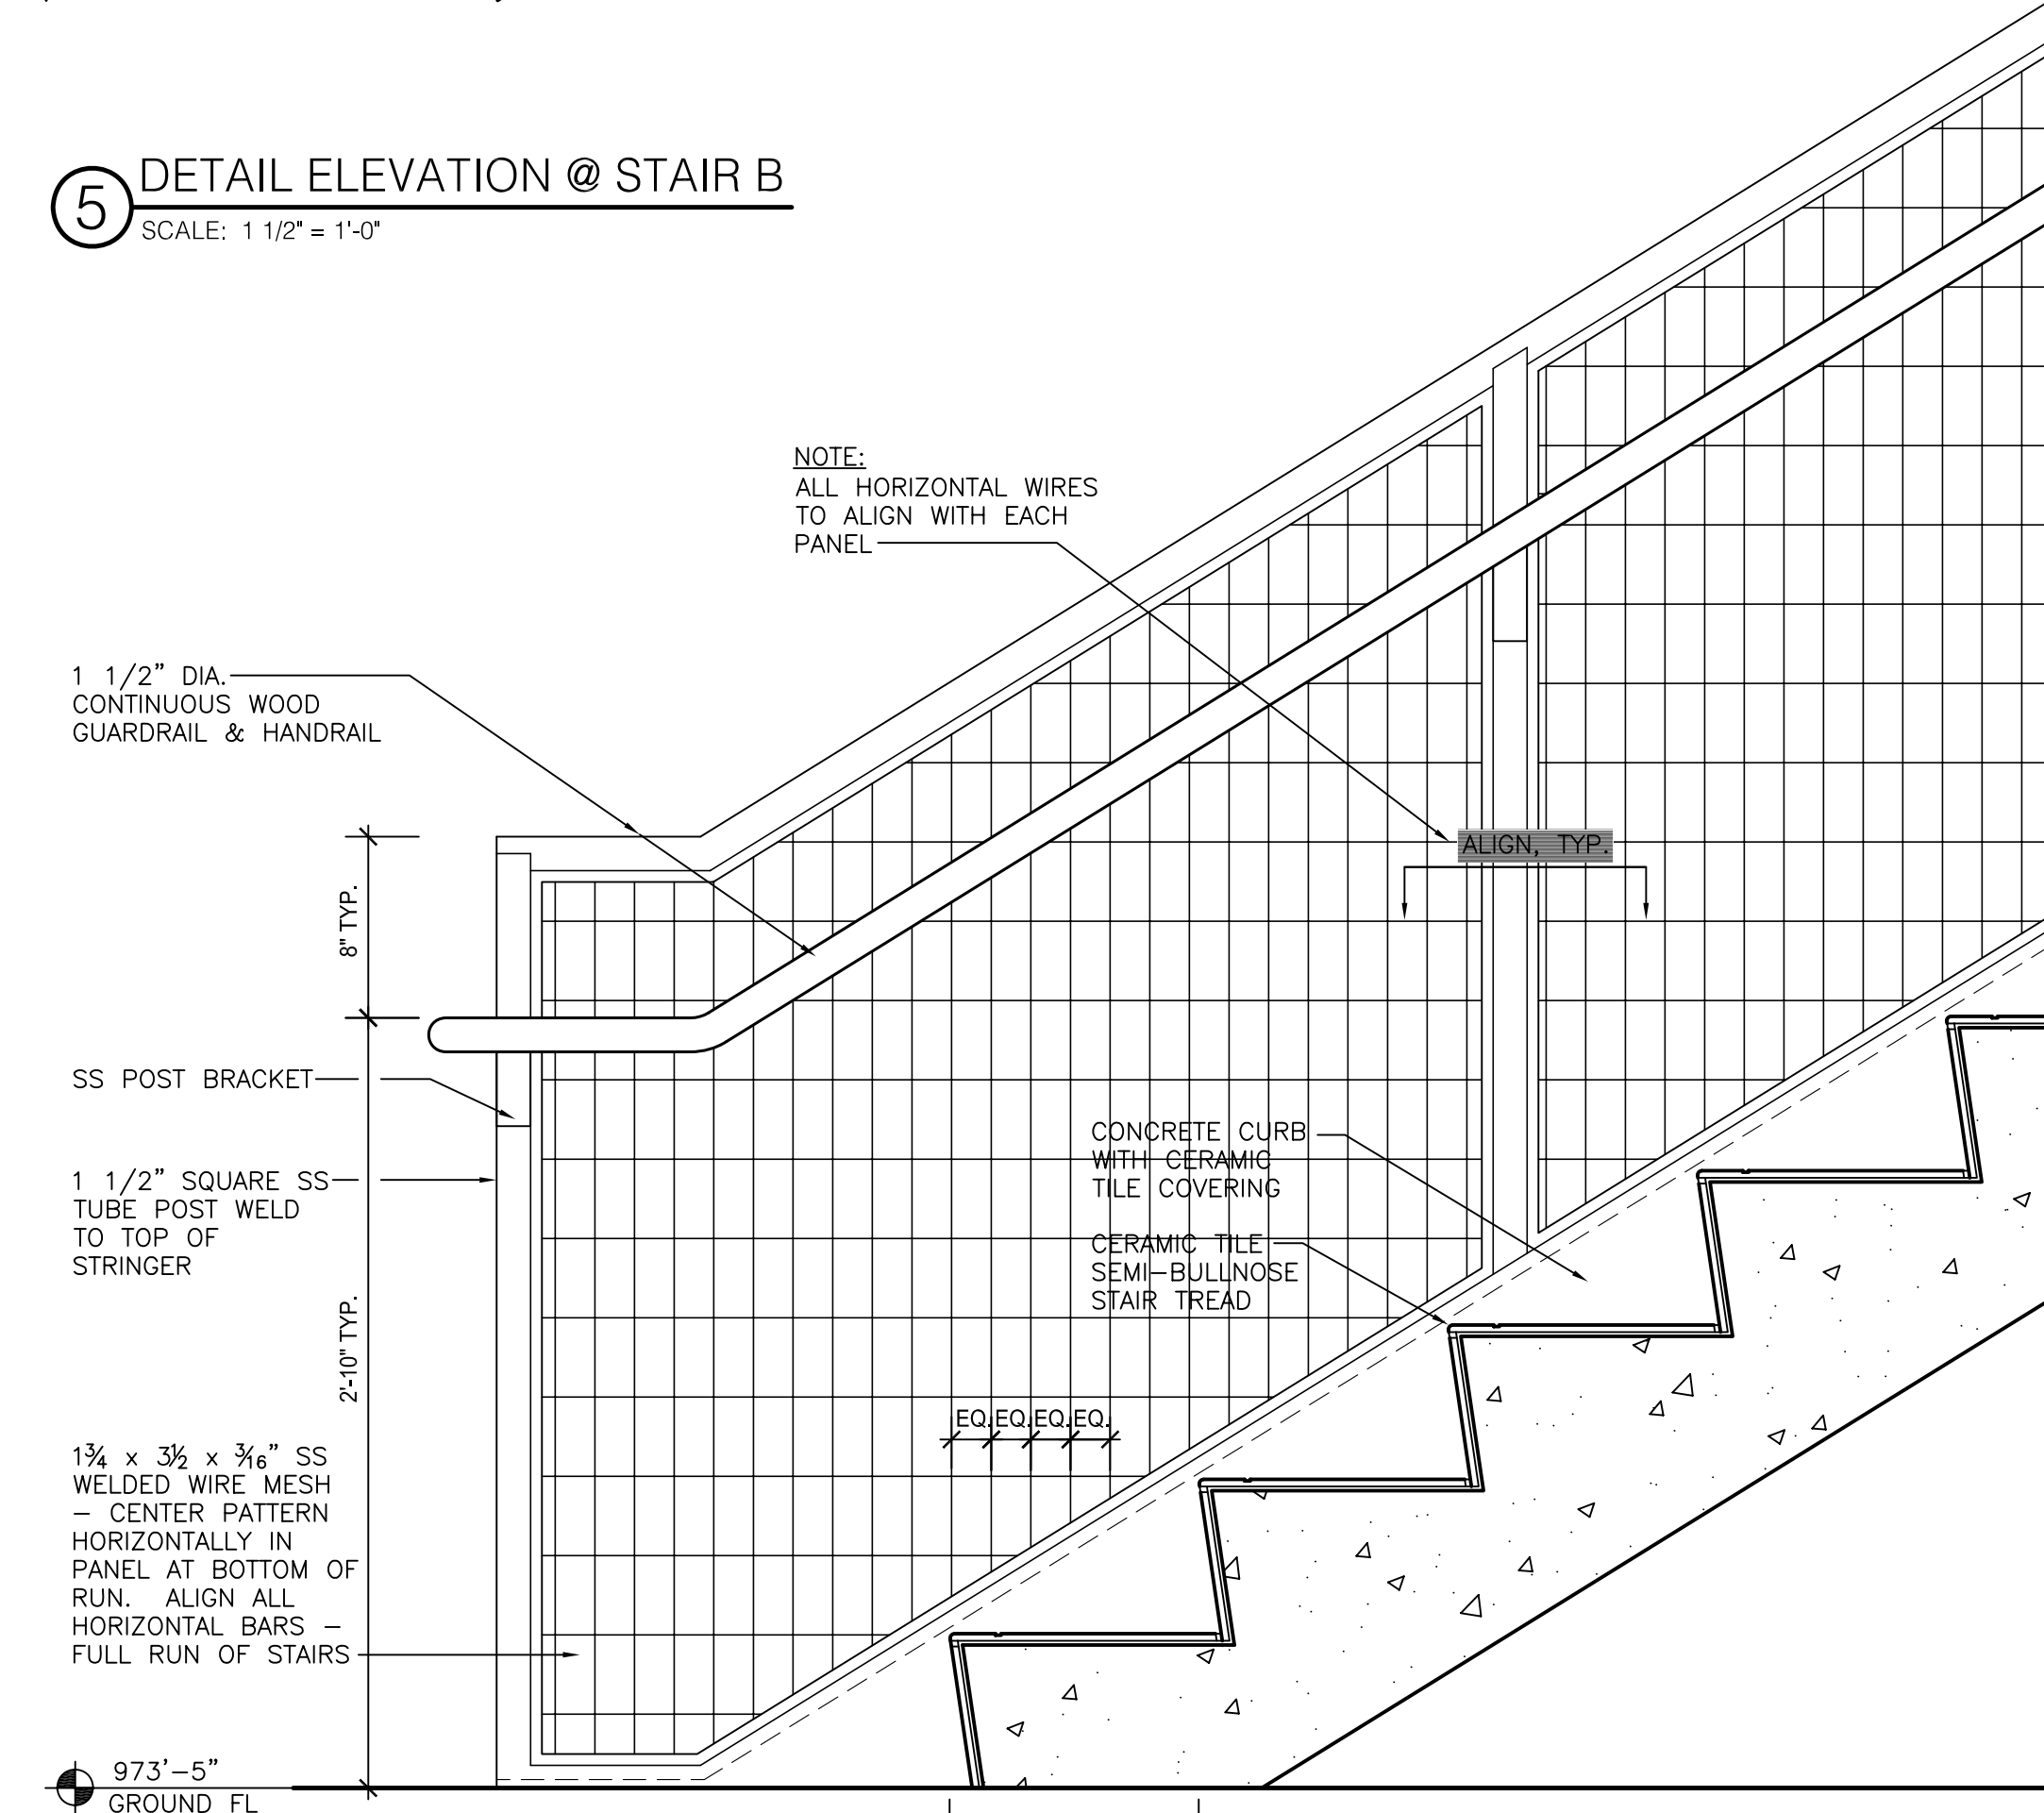 5
DETAIL ELEVATION @ STAIR B
SCALE: 1 1/2" = 1'-0"
NOTE:
ALL HORIZONTAL WIRES
TO ALIGN WITH EACH
PANEL
1 1/2" DIA.
CONTINUOUS WOOD
GUARDRAIL & HANDRAIL
ALIGN, TYP.
8" TYP.
SS POST BRACKET
1 1/2" SQUARE SS
TUBE POST WELD
TO TOP OF
STRINGER
CONCRETE CURB
WITH CERAMIC
TILE COVERING
CERAMIC TILE
SEMI-BULLNOSE
STAIR TREAD
2'-10" TYP.
EQ. EQ. EQ. EQ.
1¾ x 3½ x 3/16" SS
WELDED WIRE MESH
– CENTER PATTERN
HORIZONTALLY IN
PANEL AT BOTTOM OF
RUN. ALIGN ALL
HORIZONTAL BARS –
FULL RUN OF STAIRS
973'-5"
GROUND FL